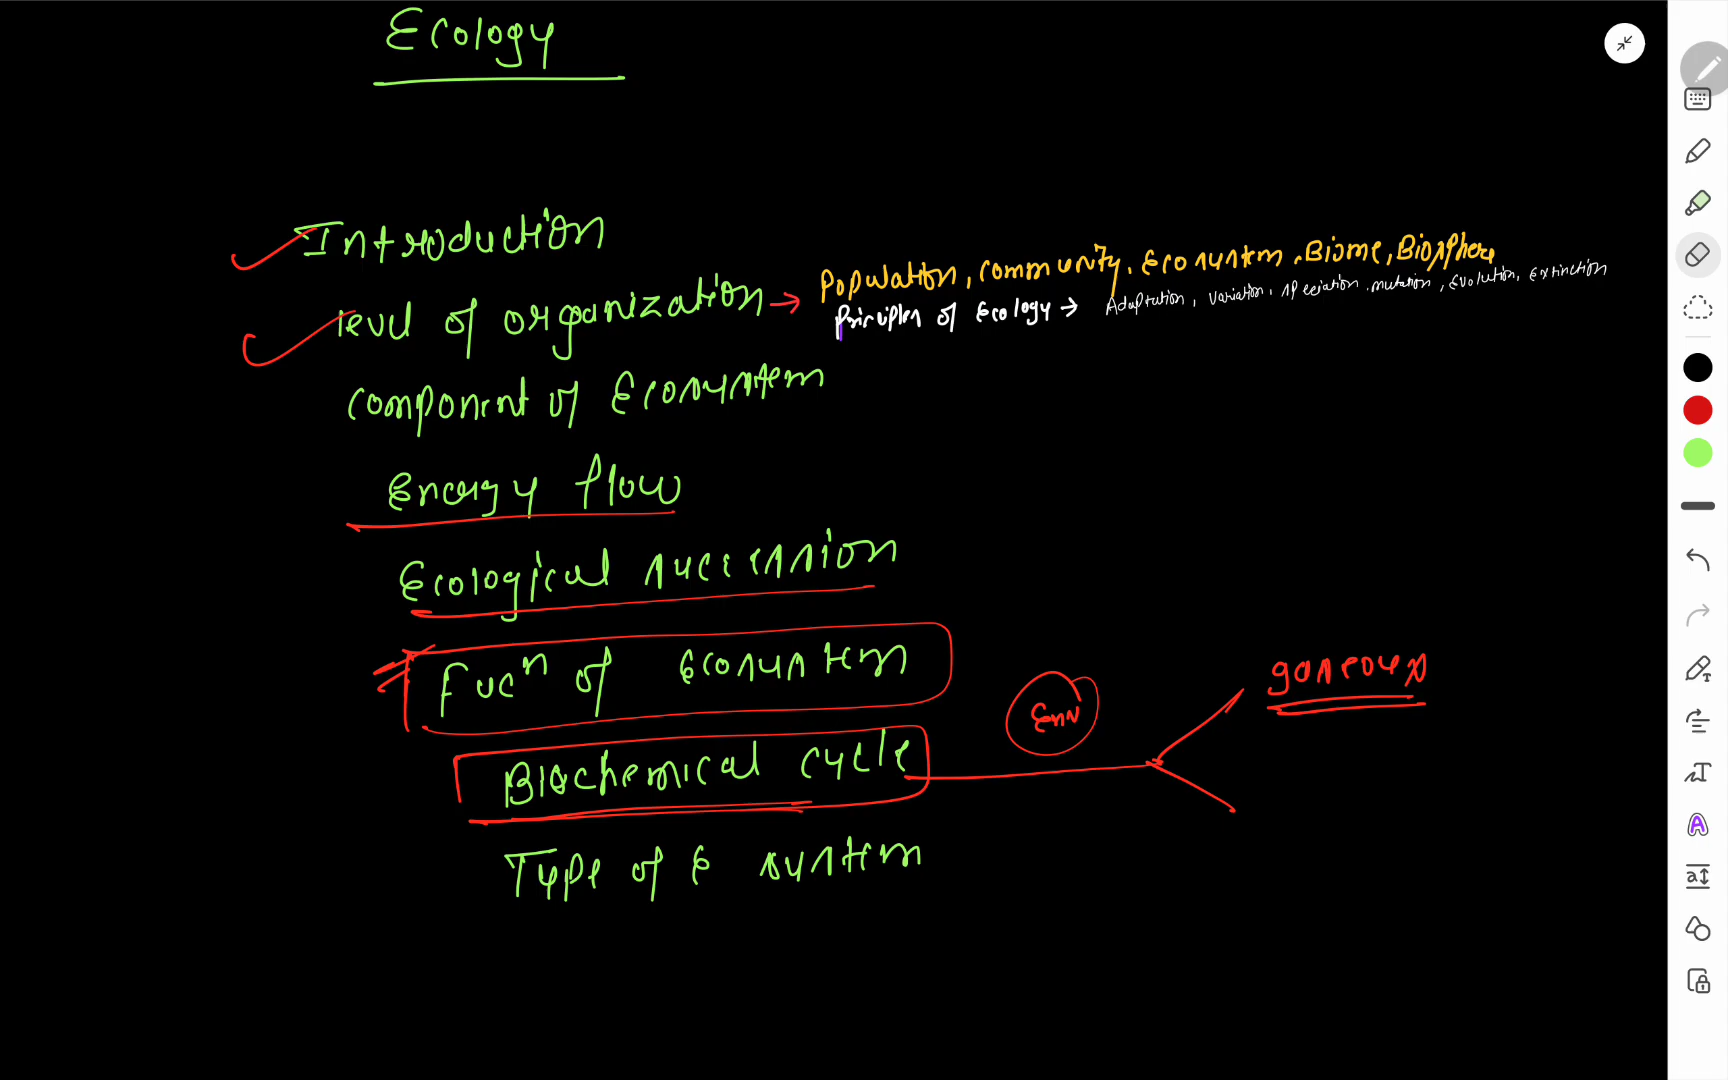 Ecology
Introduction
level of organization → Population, Community, Ecosystem, Biome, Biosphere
Principles of Ecology → Adaptation, Variation, speciation, mutation, Evolution, Extinction
Component of Ecosystem
Energy flow
Ecological succession
Fucⁿ of ecosystem
Env
gaseous
Biochemical cycle
Type of E system